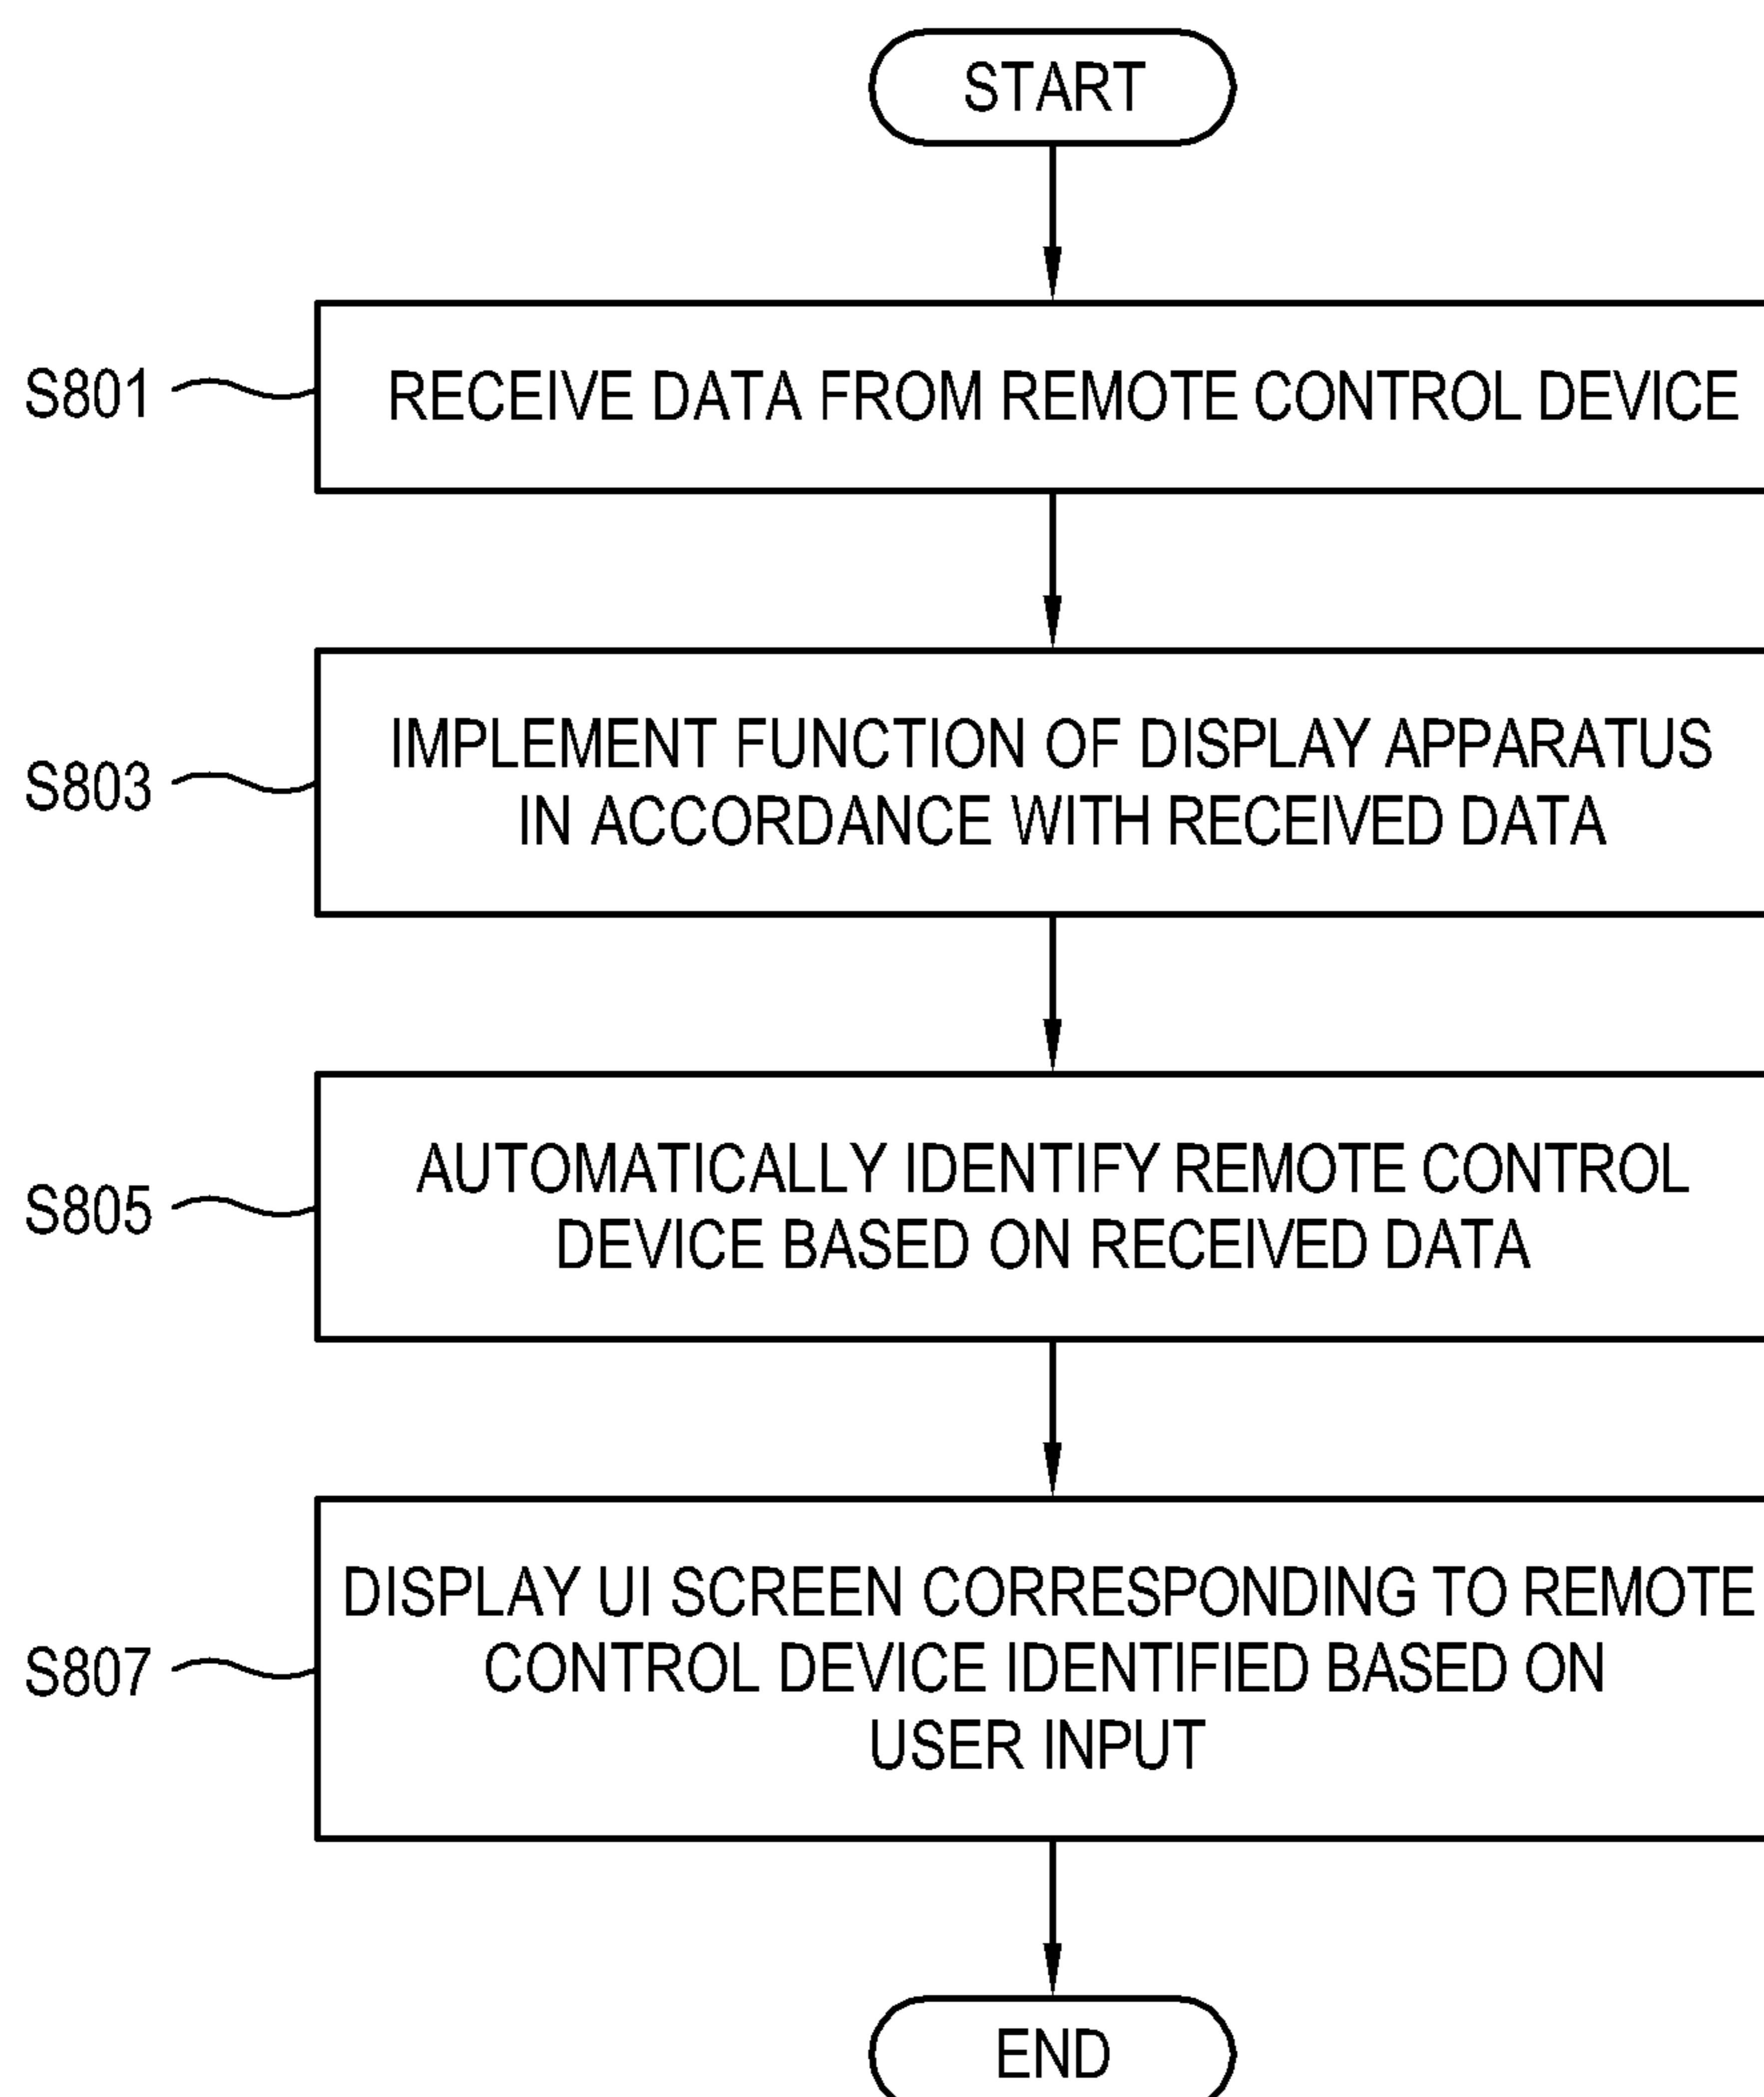 START
S801
RECEIVE DATA FROM REMOTE CONTROL DEVICE
S803
IMPLEMENT FUNCTION OF DISPLAY APPARATUS
IN ACCORDANCE WITH RECEIVED DATA
S805
AUTOMATICALLY IDENTIFY REMOTE CONTROL
DEVICE BASED ON RECEIVED DATA
S807
DISPLAY UI SCREEN CORRESPONDING TO REMOTE
CONTROL DEVICE IDENTIFIED BASED ON
USER INPUT
END